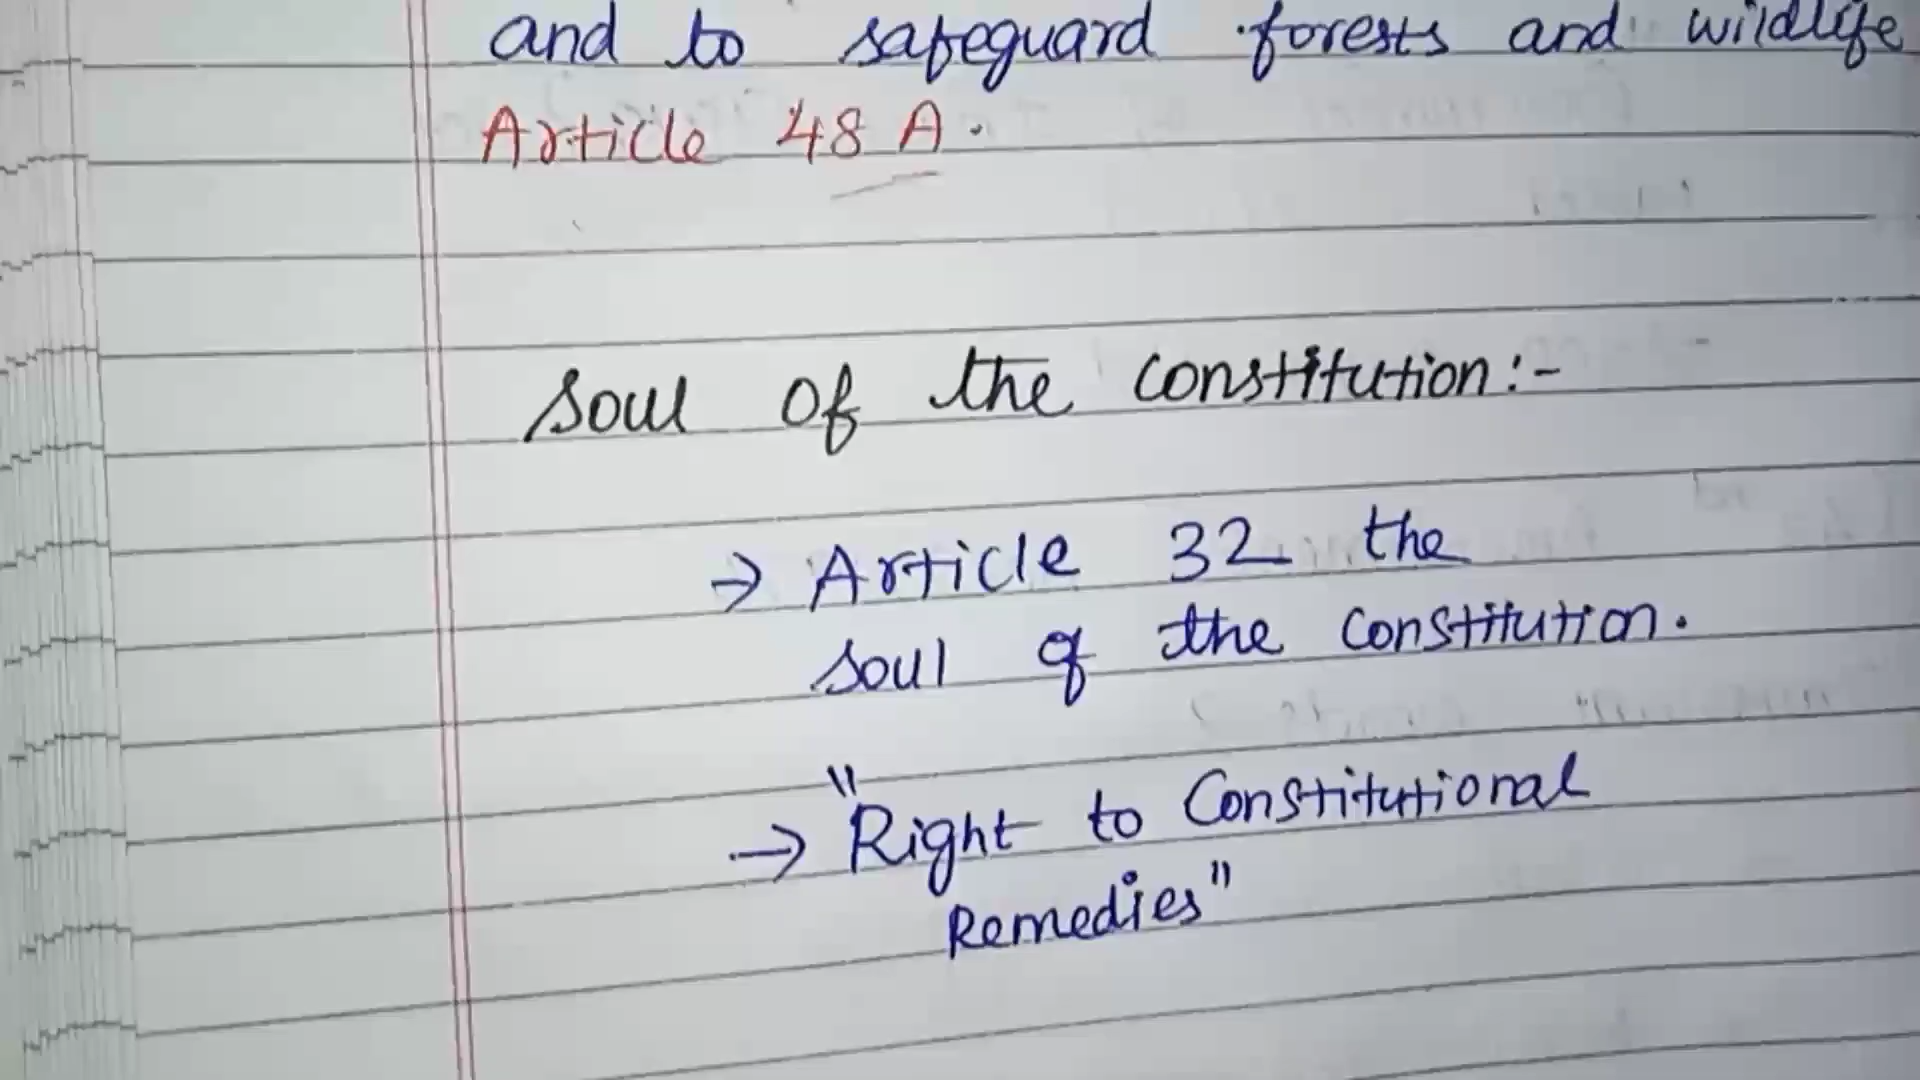 and to safeguard forests and wildlife
Article 48 A.
Soul of the constitution:-
→ Article 32 the
soul of the constitution.
→ "Right to Constitutional
Remedies"